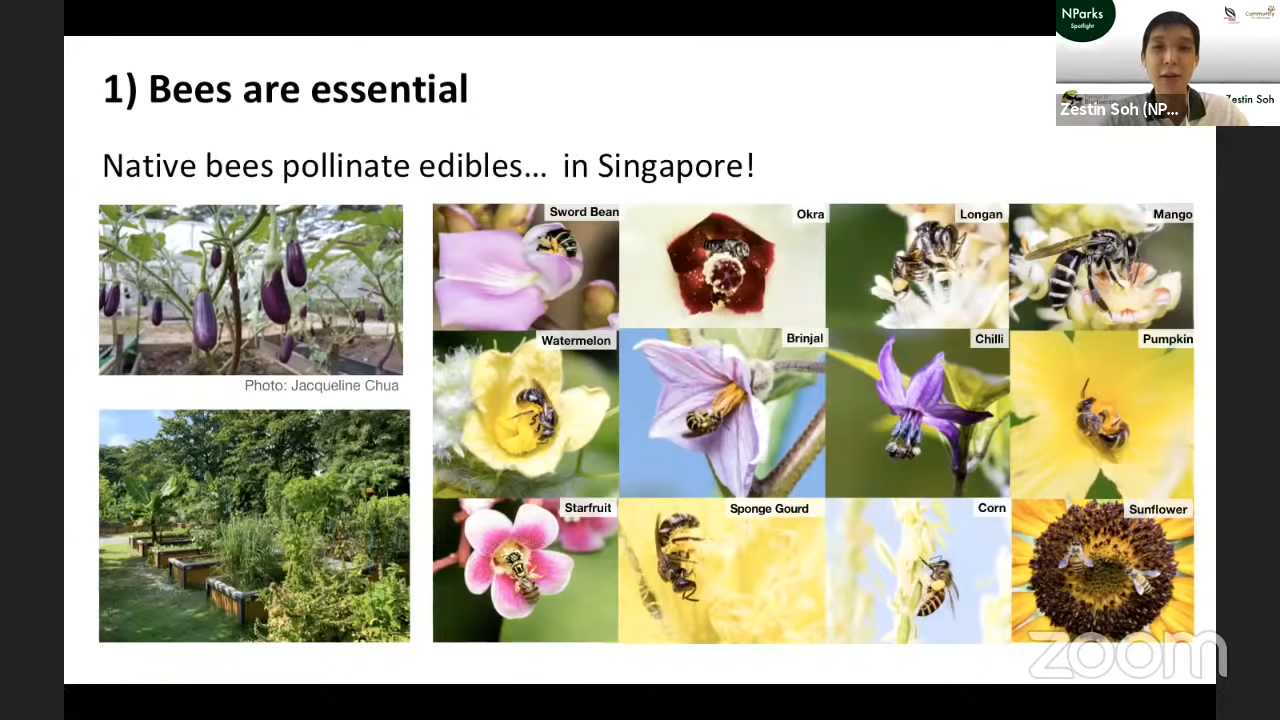 1) Bees are essential
Native bees pollinate edibles... in Singapore!
Photo: Jacqueline Chua
Sword Bean
Okra
Longan
Mango
Watermelon
Brinjal
Chilli
Pumpkin
Starfruit
Sponge Gourd
Corn
Sunflower
NParks
Spotlight
Community
Zestin Soh
Zestin Soh (NP...
zoom